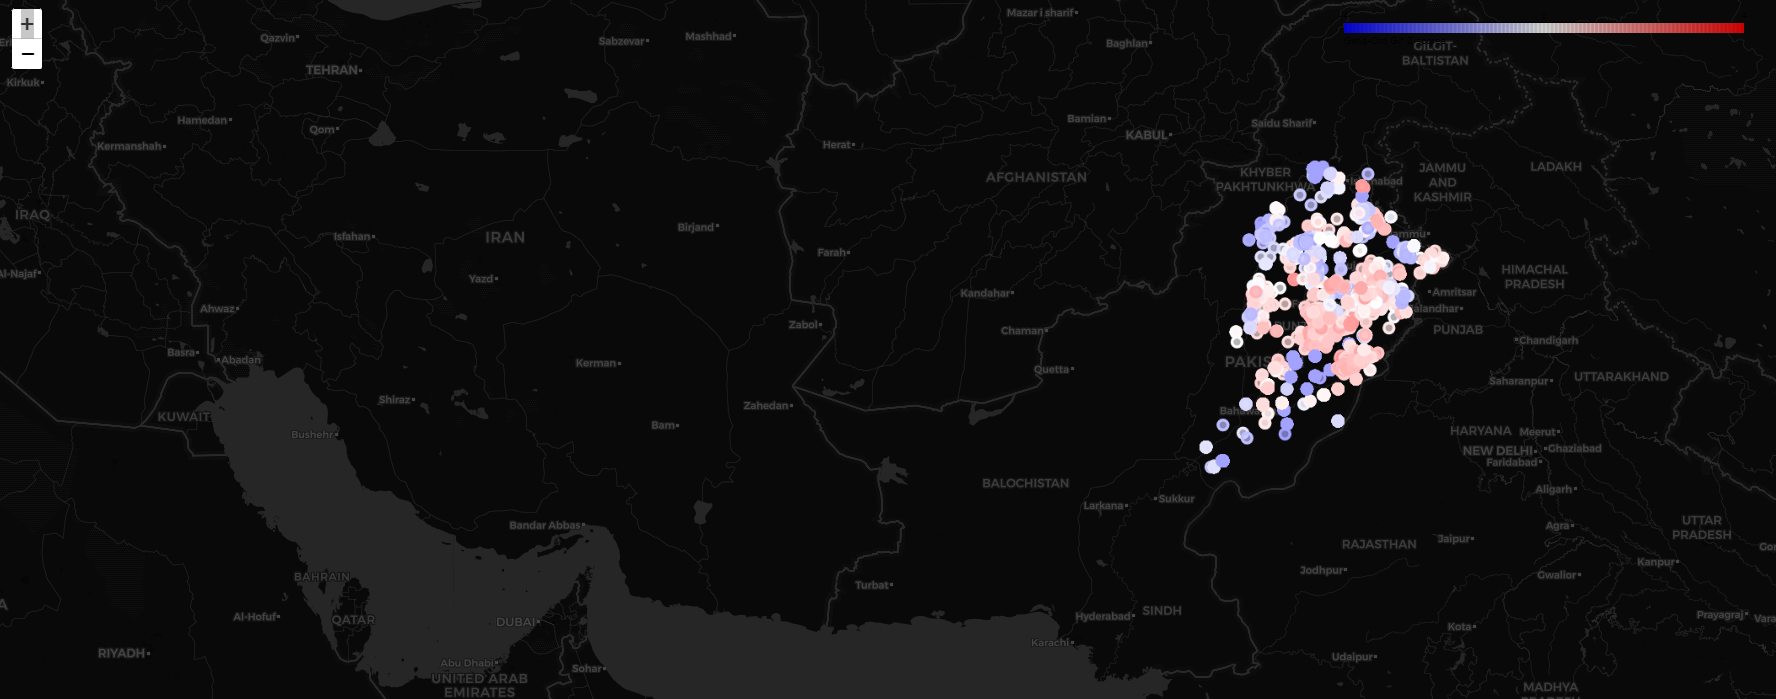 +
−
Mazar i sharif
Qazvin
Sabzevar
Mashhad
Baghlan
GILGIT-
BALTISTAN
TEHRAN
Kirkuk
Hamedan
Qom
Bamian
KABUL
Saidu Sharif
Kermanshah
Herat
AFGHANISTAN
KHYBER
PAKHTUNKHWA
JAMMU
AND
KASHMIR
LADAKH
IRAQ
Isfahan
IRAN
Birjand
Farah
HIMACHAL
PRADESH
Al-Najaf
Yazd
Kandahar
Amritsar
Ahwaz
Zabol
Chaman
PUNJAB
Chandigarh
Basra
Abadan
Kerman
Quetta
Saharanpur
UTTARAKHAND
Shiraz
Zahedan
KUWAIT
Bushehr
Bam
HARYANA
Meerut
NEW DELHI
Ghaziabad
Faridabad
BALOCHISTAN
Aligarh
Larkana
Sukkur
Bandar Abbas
Agra
UTTAR
PRADESH
RAJASTHAN
Jaipur
Kanpur
BAHRAIN
Turbat
Jodhpur
Gwalior
Al-Hofuf
QATAR
DUBAI
Hyderabad
SINDH
Prayagraj
Kota
Karachi
RIYADH
Abu Dhabi
Sohar
Udaipur
UNITED ARAB
EMIRATES
MADHYA